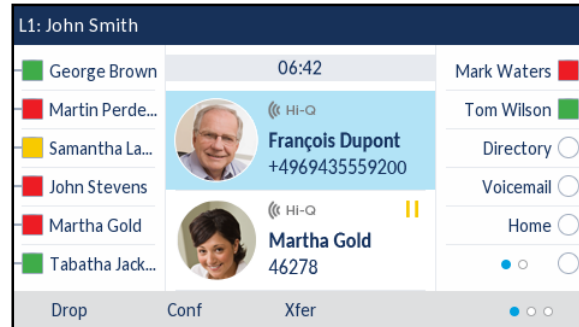 L1: John Smith
George Brown
Martin Perde...
Samantha La...
John Stevens
Martha Gold
Tabatha Jack...
06:42
Hi-Q
François Dupont
+4969435559200
Hi-Q
Martha Gold
46278
Mark Waters
Tom Wilson
Directory
Voicemail
Home
Drop
Conf
Xfer